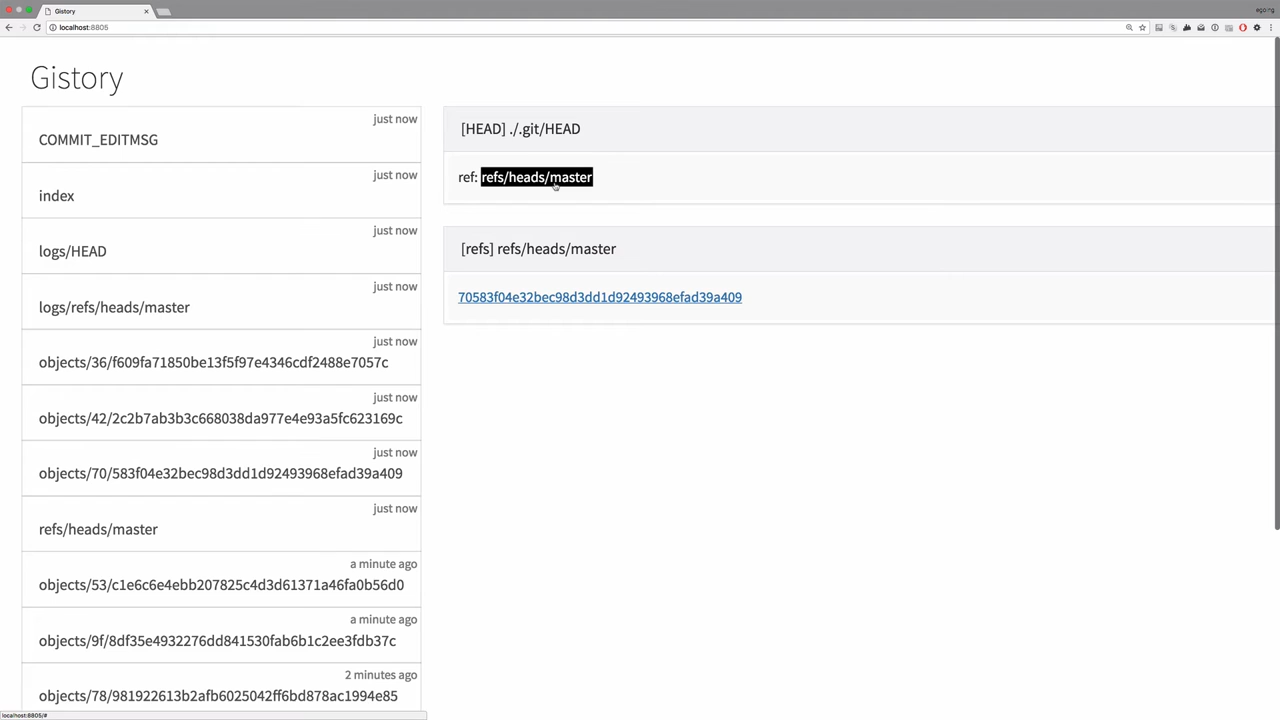 Gistory
egoing
localhost:8805
Gistory
just now
COMMIT_EDITMSG
just now
index
just now
logs/HEAD
just now
logs/refs/heads/master
just now
objects/36/f609fa71850be13f5f97e4346cdf2488e7057c
just now
objects/42/2c2b7ab3b3c668038da977e4e93a5fc623169c
just now
objects/70/583f04e32bec98d3dd1d92493968efad39a409
just now
refs/heads/master
a minute ago
objects/53/c1e6c6e4ebb207825c4d3d61371a46fa0b56d0
a minute ago
objects/9f/8df35e4932276dd841530fab6b1c2ee3fdb37c
2 minutes ago
objects/78/981922613b2afb6025042ff6bd878ac1994e85
[HEAD] ./.git/HEAD
ref: refs/heads/master
[refs] refs/heads/master
70583f04e32bec98d3dd1d92493968efad39a409
localhost:8805/#